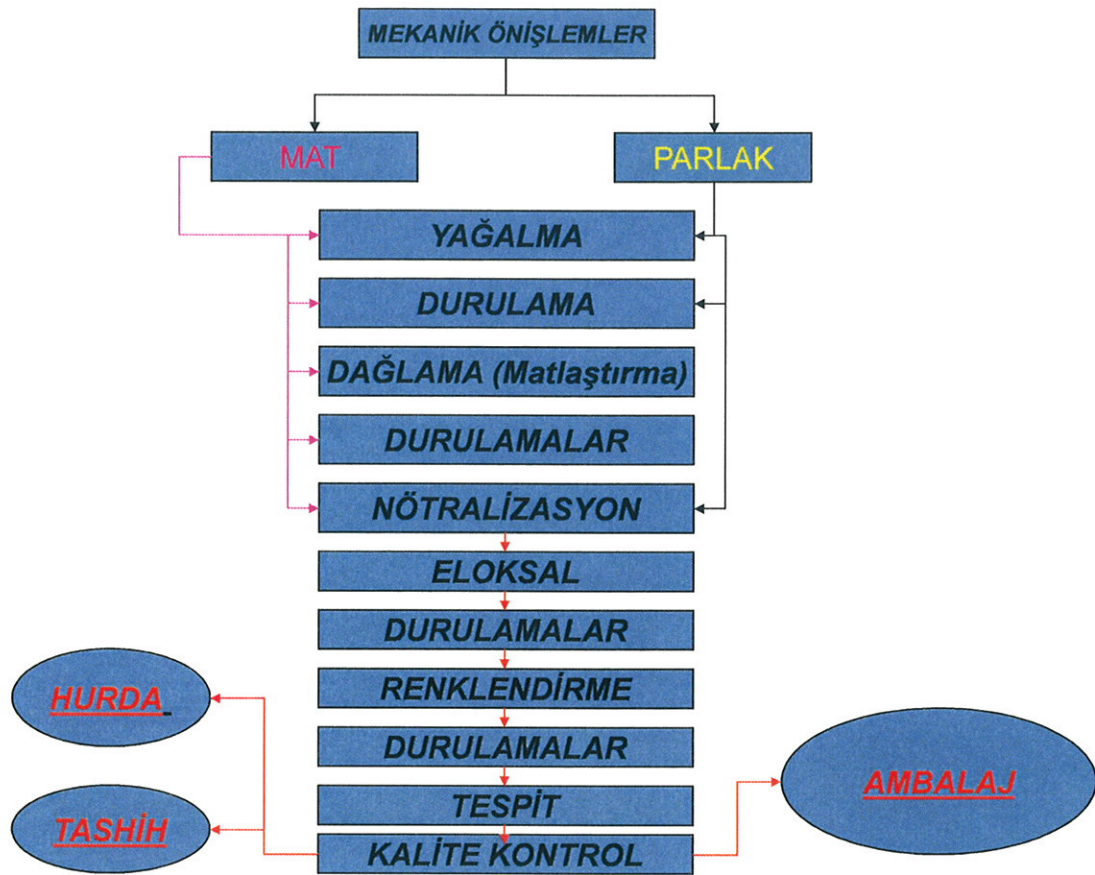 MEKANİK ÖNİŞLEMLER
MAT
PARLAK
YAĞALMA
DURULAMA
DAĞLAMA (Matlaştırma)
DURULAMALAR
NÖTRALİZASYON
ELOKSAL
DURULAMALAR
RENKLENDİRME
DURULAMALAR
TESPİT
KALİTE KONTROL
HURDA
TASHİH
AMBALAJ